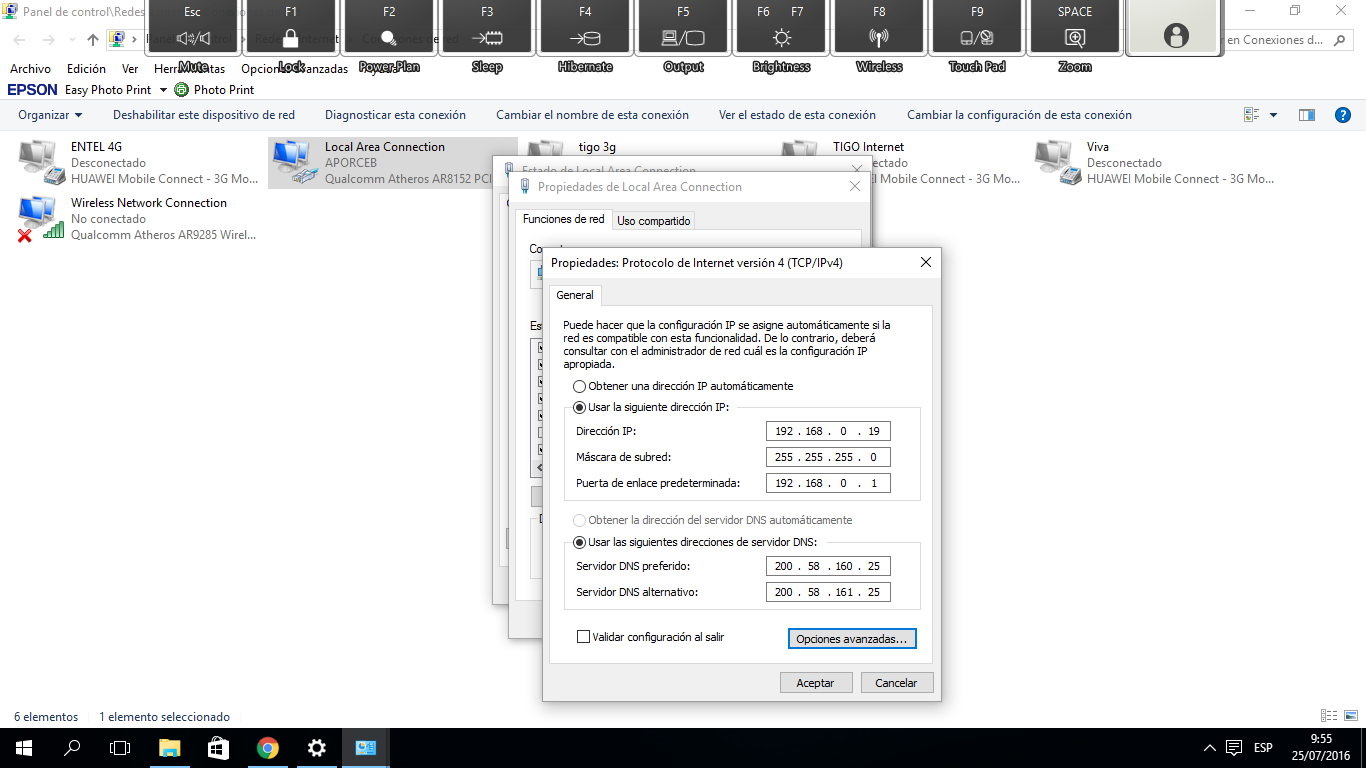 Panel de control\Redes
Esc
F1
F2
F3
F4
F5
F6 F7
F8
F9
SPACE
Mute
Lock
Power Plan
Sleep
Hibernate
Output
Brightness
Wireless
Touch Pad
Zoom
en Conexiones d...
Archivo Edición Ver Herramientas Opciones avanzadas Ayuda
EPSON Easy Photo Print Photo Print
Organizar Deshabilitar este dispositivo de red Diagnosticar esta conexión Cambiar el nombre de esta conexión Ver el estado de esta conexión Cambiar la configuración de esta conexión
ENTEL 4G
Desconectado
HUAWEI Mobile Connect - 3G Mo...
Local Area Connection
APORCEB
Qualcomm Atheros AR8152 PCI
tigo 3g
TIGO Internet
HUAWEI Mobile Connect - 3G Mo...
Viva
Desconectado
HUAWEI Mobile Connect - 3G Mo...
Wireless Network Connection
No conectado
Qualcomm Atheros AR9285 Wirel...
Estado de Local Area Connection
Propiedades de Local Area Connection
Funciones de red Uso compartido
Propiedades: Protocolo de Internet versión 4 (TCP/IPv4)
General
Puede hacer que la configuración IP se asigne automáticamente si la
red es compatible con esta funcionalidad. De lo contrario, deberá
consultar con el administrador de red cuál es la configuración IP
apropiada.
Obtener una dirección IP automáticamente
Usar la siguiente dirección IP:
Dirección IP: 192 . 168 . 0 . 19
Máscara de subred: 255 . 255 . 255 . 0
Puerta de enlace predeterminada: 192 . 168 . 0 . 1
Obtener la dirección del servidor DNS automáticamente
Usar las siguientes direcciones de servidor DNS:
Servidor DNS preferido: 200 . 58 . 160 . 25
Servidor DNS alternativo: 200 . 58 . 161 . 25
Validar configuración al salir
Opciones avanzadas...
Aceptar Cancelar
6 elementos 1 elemento seleccionado
ESP
9:55
25/07/2016